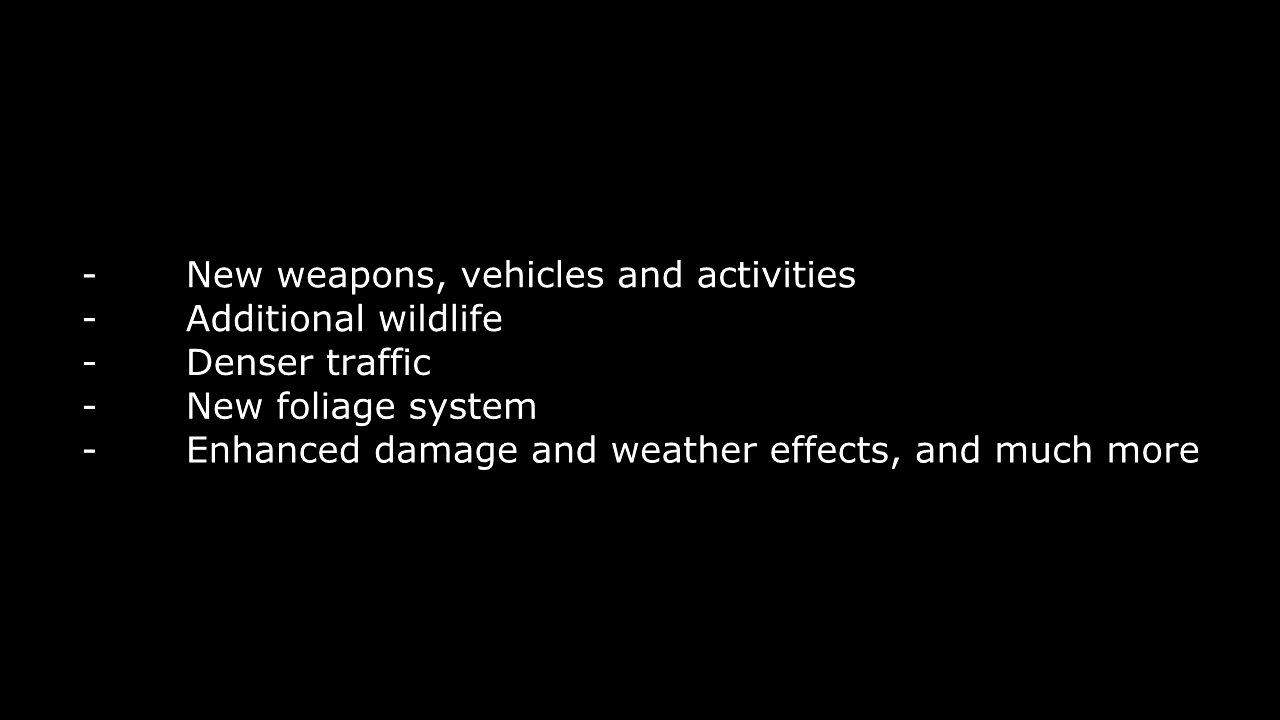 - New weapons, vehicles and activities
- Additional wildlife
- Denser traffic
- New foliage system
- Enhanced damage and weather effects, and much more